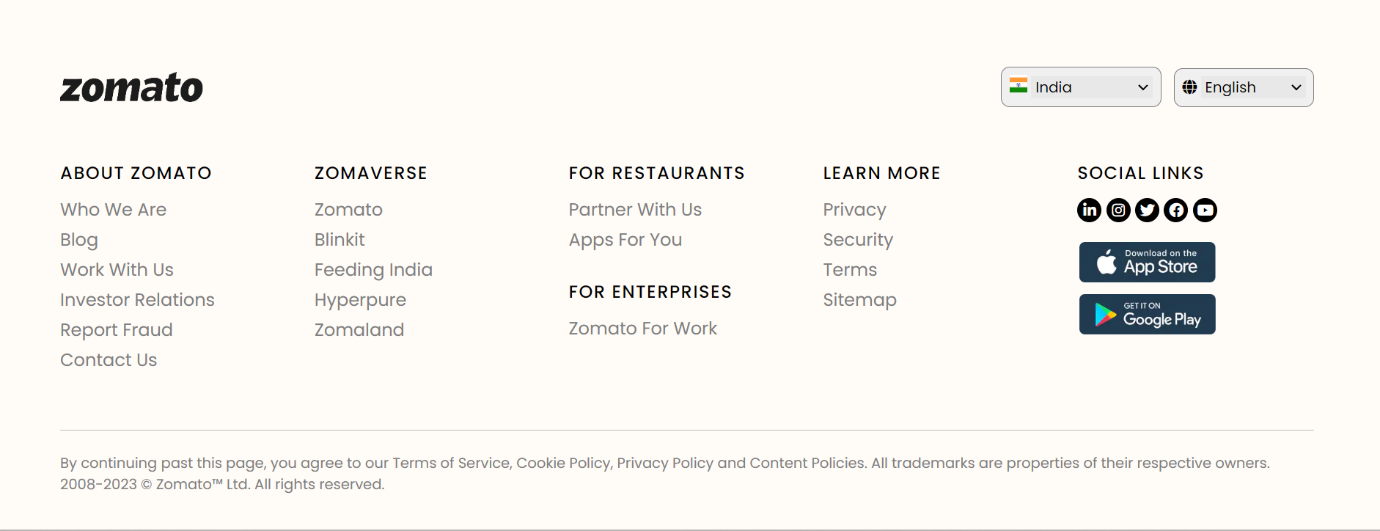 zomato
India
English
ABOUT ZOMATO
Who We Are
Blog
Work With Us
Investor Relations
Report Fraud
Contact Us
ZOMAVERSE
Zomato
Blinkit
Feeding India
Hyperpure
Zomaland
FOR RESTAURANTS
Partner With Us
Apps For You
FOR ENTERPRISES
Zomato For Work
LEARN MORE
Privacy
Security
Terms
Sitemap
SOCIAL LINKS
in
Download on the
App Store
GET IT ON
Google Play
By continuing past this page, you agree to our Terms of Service, Cookie Policy, Privacy Policy and Content Policies. All trademarks are properties of their respective owners.
2008-2023 © Zomato™ Ltd. All rights reserved.